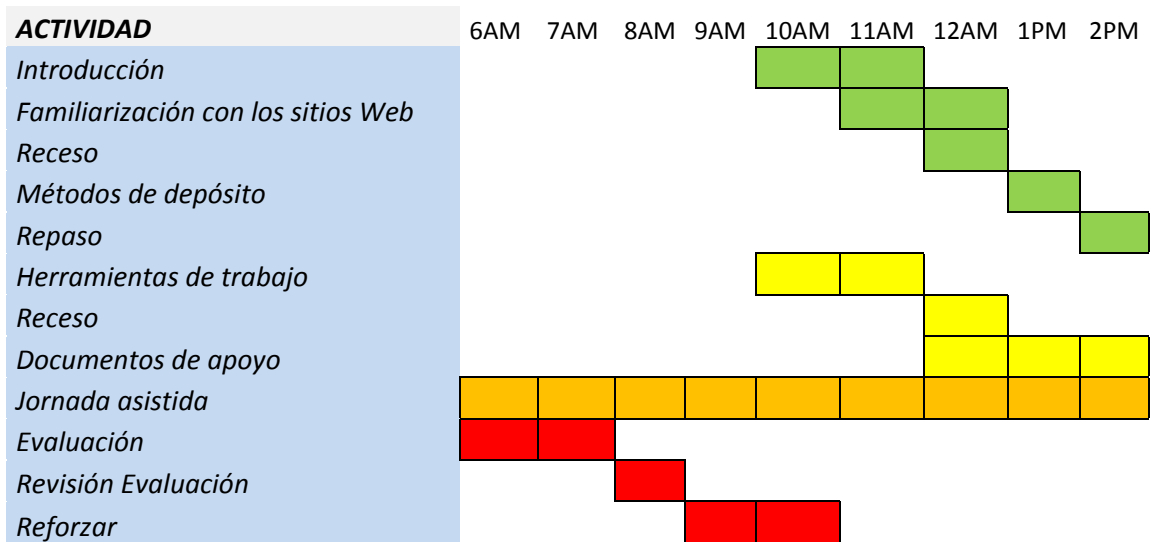 ACTIVIDAD 6AM 7AM 8AM 9AM 10AM 11AM 12AM 1PM 2PM
Introducción
Familiarización con los sitios Web
Receso
Métodos de depósito
Repaso
Herramientas de trabajo
Receso
Documentos de apoyo
Jornada asistida
Evaluación
Revisión Evaluación
Reforzar